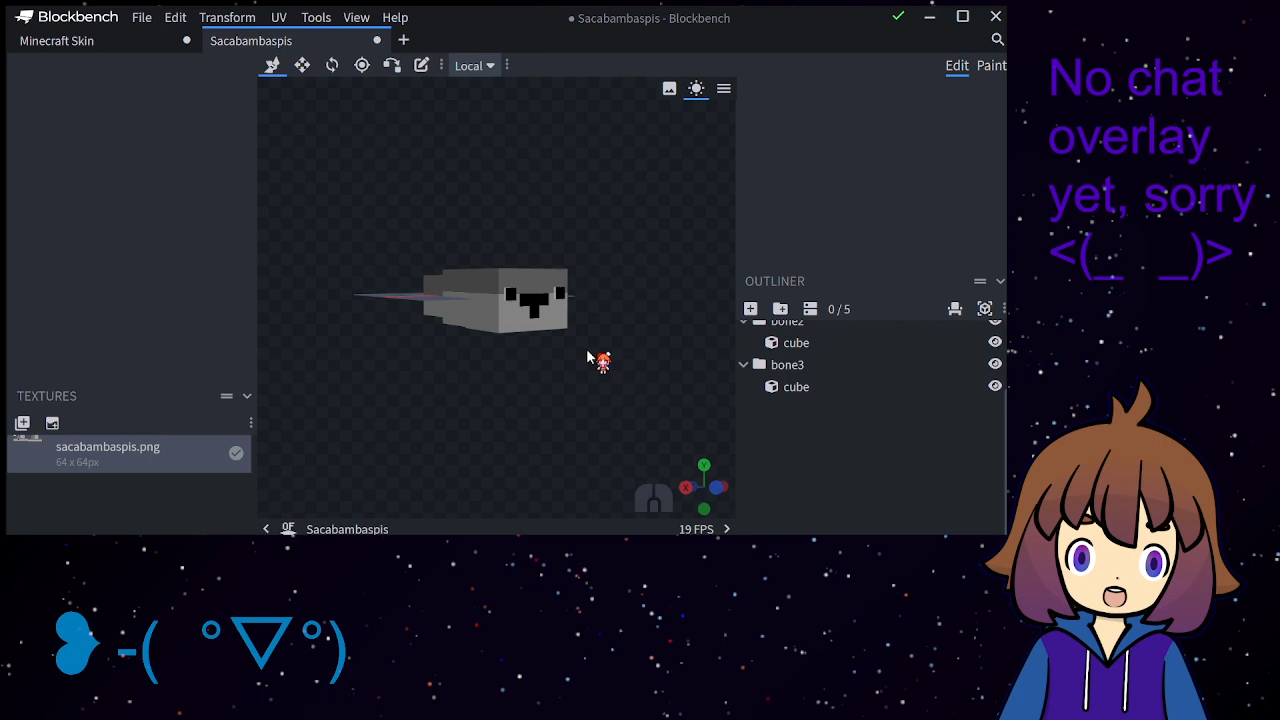 Blockbench File Edit Transform UV Tools View Help ● Sacabambaspis - Blockbench
Minecraft Skin Sacabambaspis
Local Edit Paint
No chat
overlay
yet, sorry
<(_ _)>
OUTLINER
0 / 5
bone2
cube
bone3
cube
TEXTURES
sacabambaspis.png
64 x 64px
Y
X
Sacabambaspis 19 FPS
❥-( °▽°)